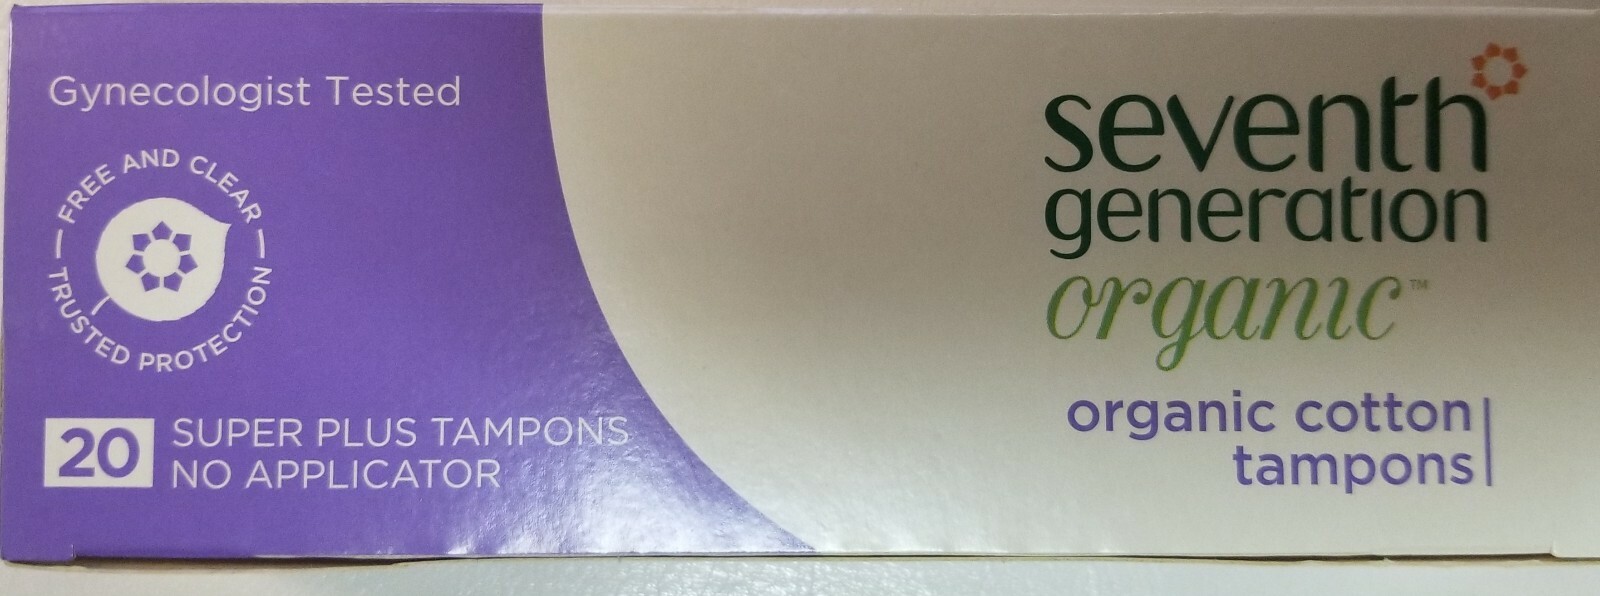 Gynecologist Tested
FREE AND CLEAR
TRUSTED PROTECTION
20
SUPER PLUS TAMPONS
NO APPLICATOR
seventh
generation
organic™
organic cotton
tampons